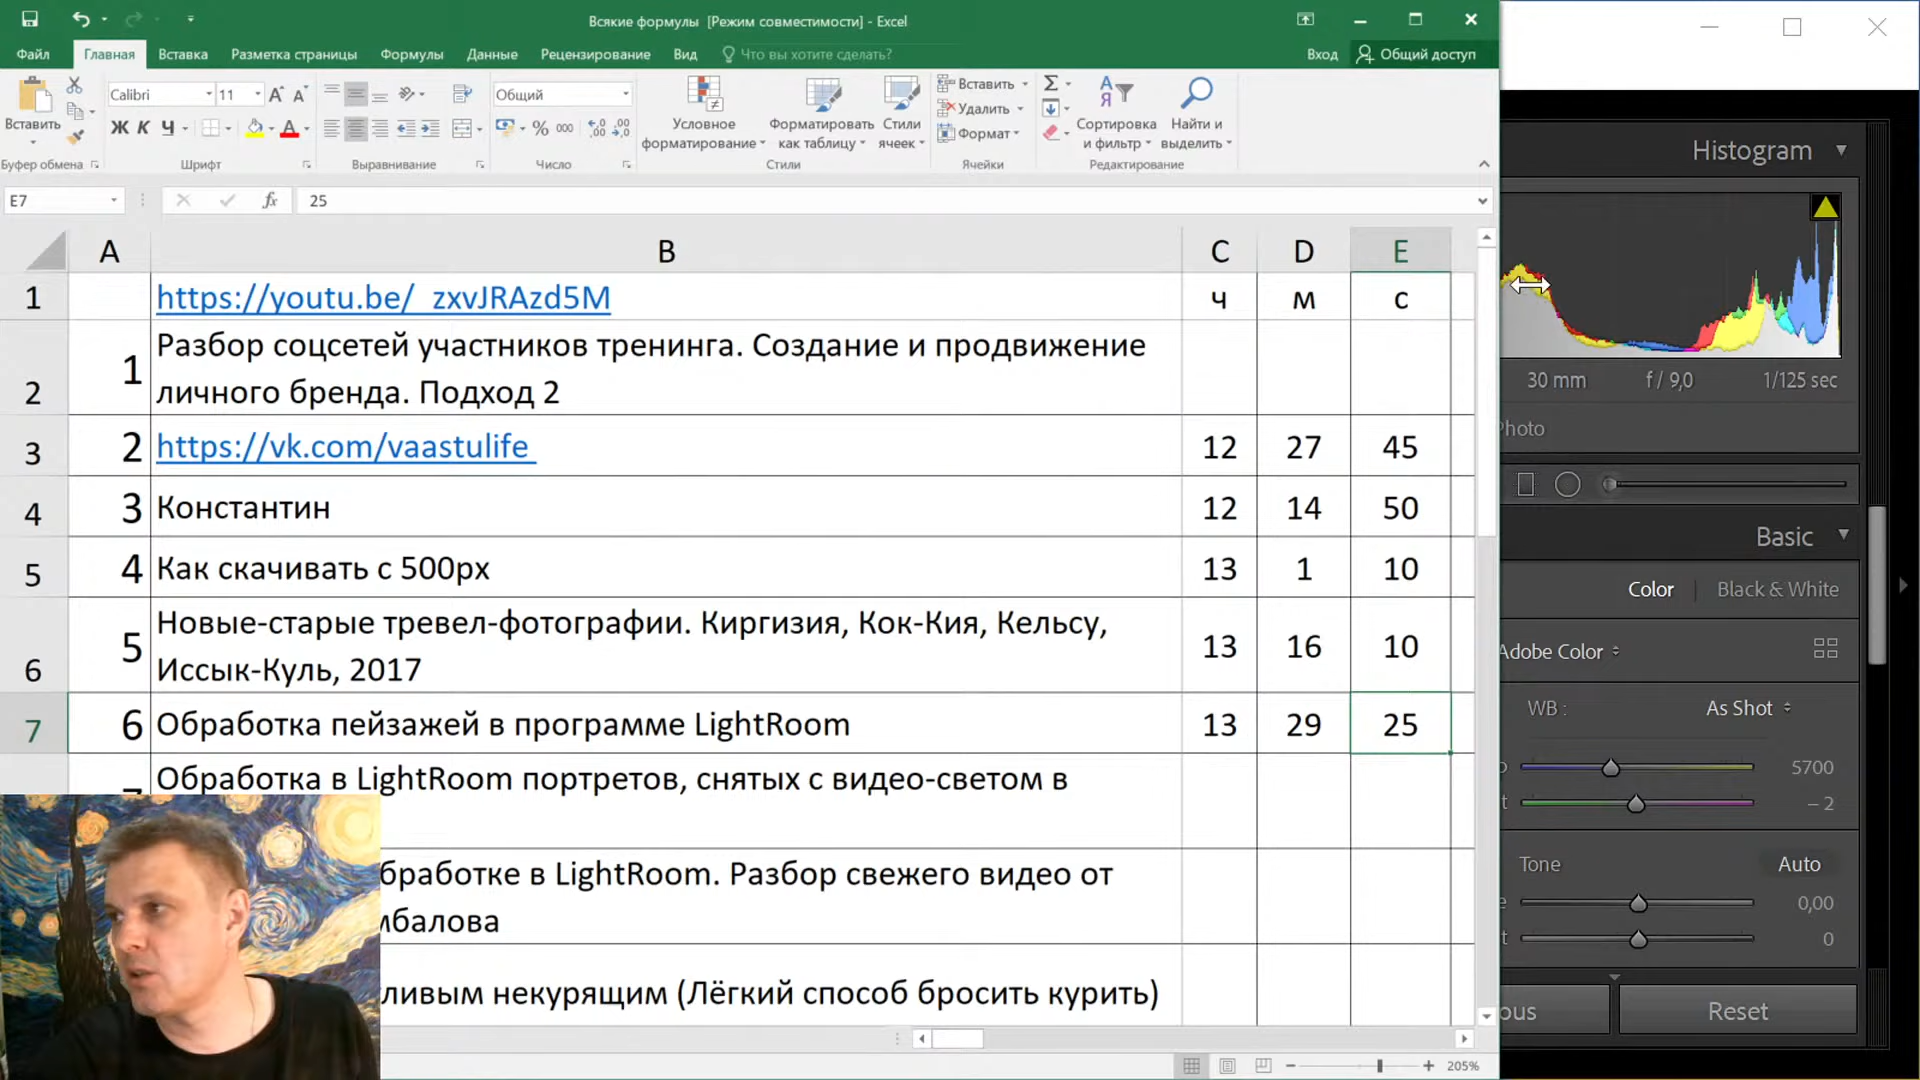 Всякие формулы [Режим совместимости] - Excel
Файл Главная Вставка Разметка страницы Формулы Данные Рецензирование Вид Что вы хотите сделать? Вход Общий доступ
Вставить
Calibri 11
Ж К Ч
Общий
% 000
Условное форматирование
Форматировать как таблицу
Стили ячеек
Вставить
Удалить
Формат
Сортировка и фильтр
Найти и выделить
Буфер обмена Шрифт Выравнивание Число Стили Ячейки Редактирование
E7 fx 25
A B C D E
1 https://youtu.be/_zxvJRAzd5M ч м с
2 1 Разбор соцсетей участников тренинга. Создание и продвижение
личного бренда. Подход 2
3 2 https://vk.com/vaastulife 12 27 45
4 3 Константин 12 14 50
5 4 Как скачивать с 500px 13 1 10
6 5 Новые-старые тревел-фотографии. Киргизия, Кок-Кия, Кельсу,
Иссык-Куль, 2017 13 16 10
7 6 Обработка пейзажей в программе LightRoom 13 29 25
Обработка в LightRoom портретов, снятых с видео-светом в
бработке в LightRoom. Разбор свежего видео от
мбалова
ливым некурящим (Лёгкий способ бросить курить)
205%
Histogram
30 mm f / 9,0 1/125 sec
Photo
Basic
Color Black & White
Adobe Color
WB : As Shot
5700
– 2
Tone Auto
0,00
0
ous Reset